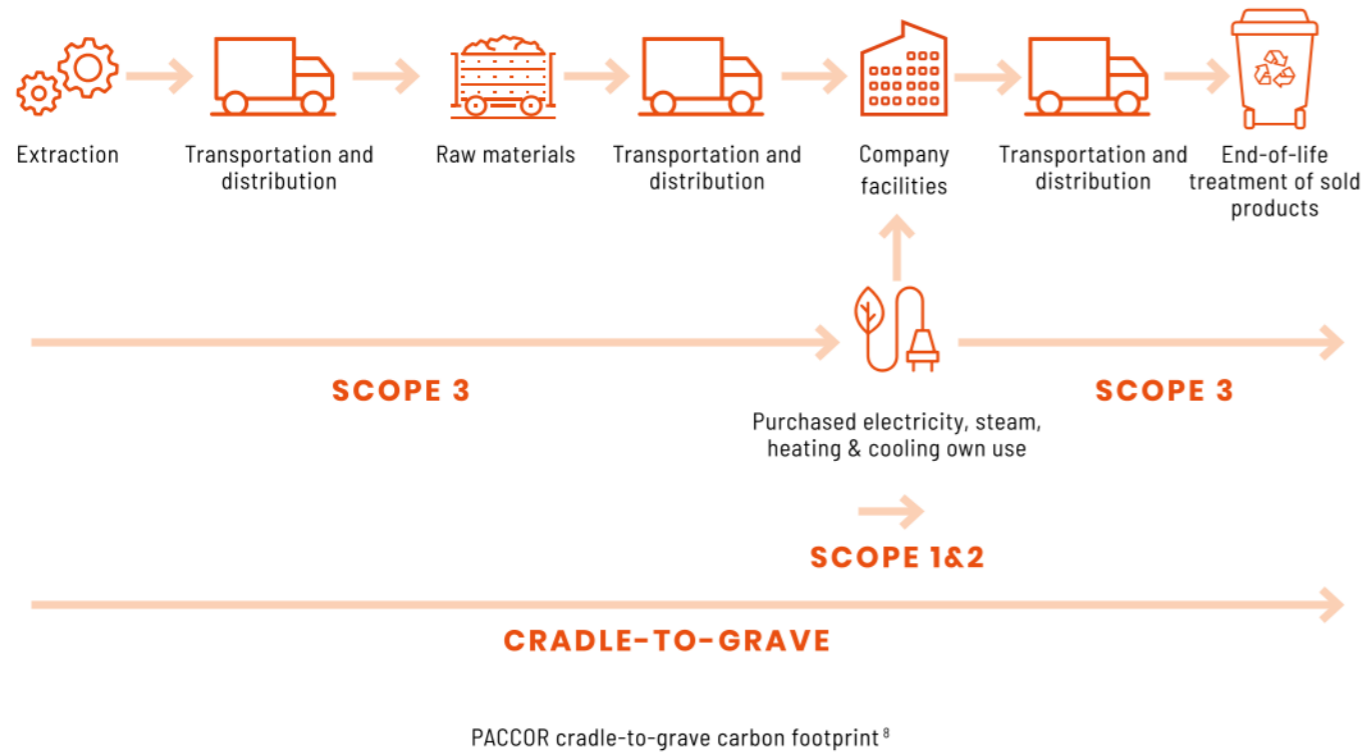 Extraction
Transportation and
distribution
Raw materials
Transportation and
distribution
Company
facilities
Transportation and
distribution
End-of-life
treatment of sold
products
SCOPE 3
SCOPE 3
Purchased electricity, steam,
heating & cooling own use
SCOPE 1&2
CRADLE-TO-GRAVE
PACCOR cradle-to-grave carbon footprint⁸